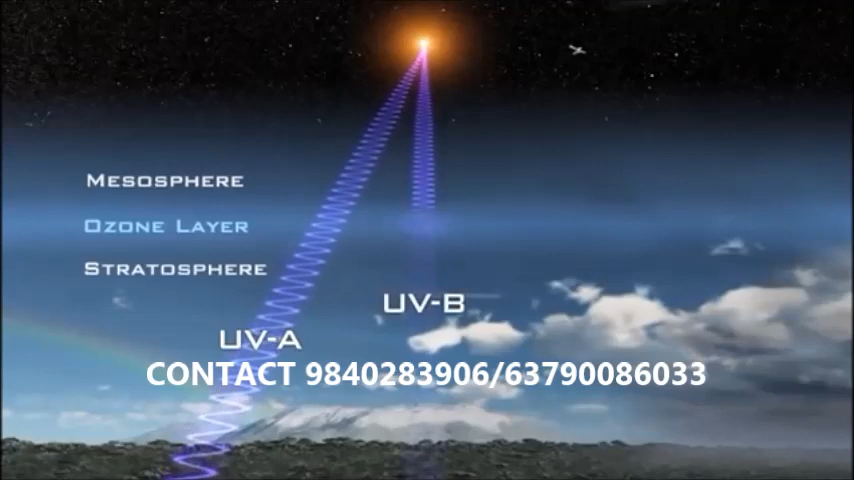 MESOSPHERE
OZONE LAYER
STRATOSPHERE
UV-B
UV-A
CONTACT 9840283906/63790086033